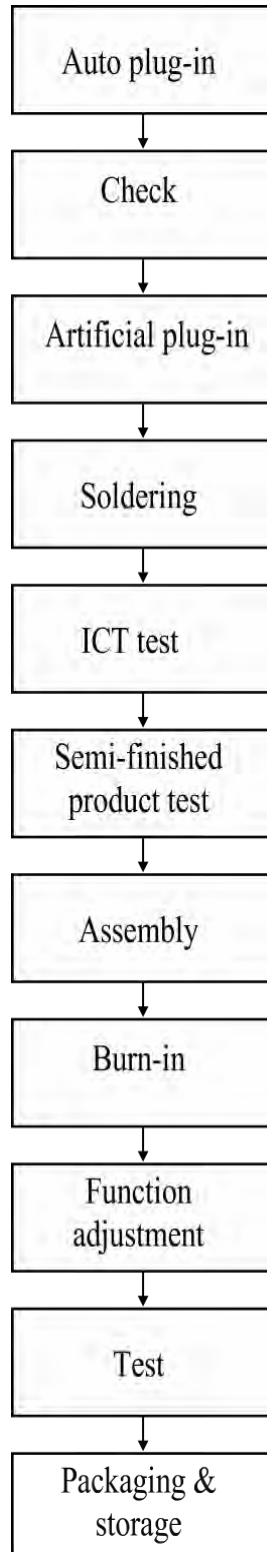 Auto plug-in
Check
Artificial plug-in
Soldering
ICT test
Semi-finished
product test
Assembly
Burn-in
Function
adjustment
Test
Packaging &
storage